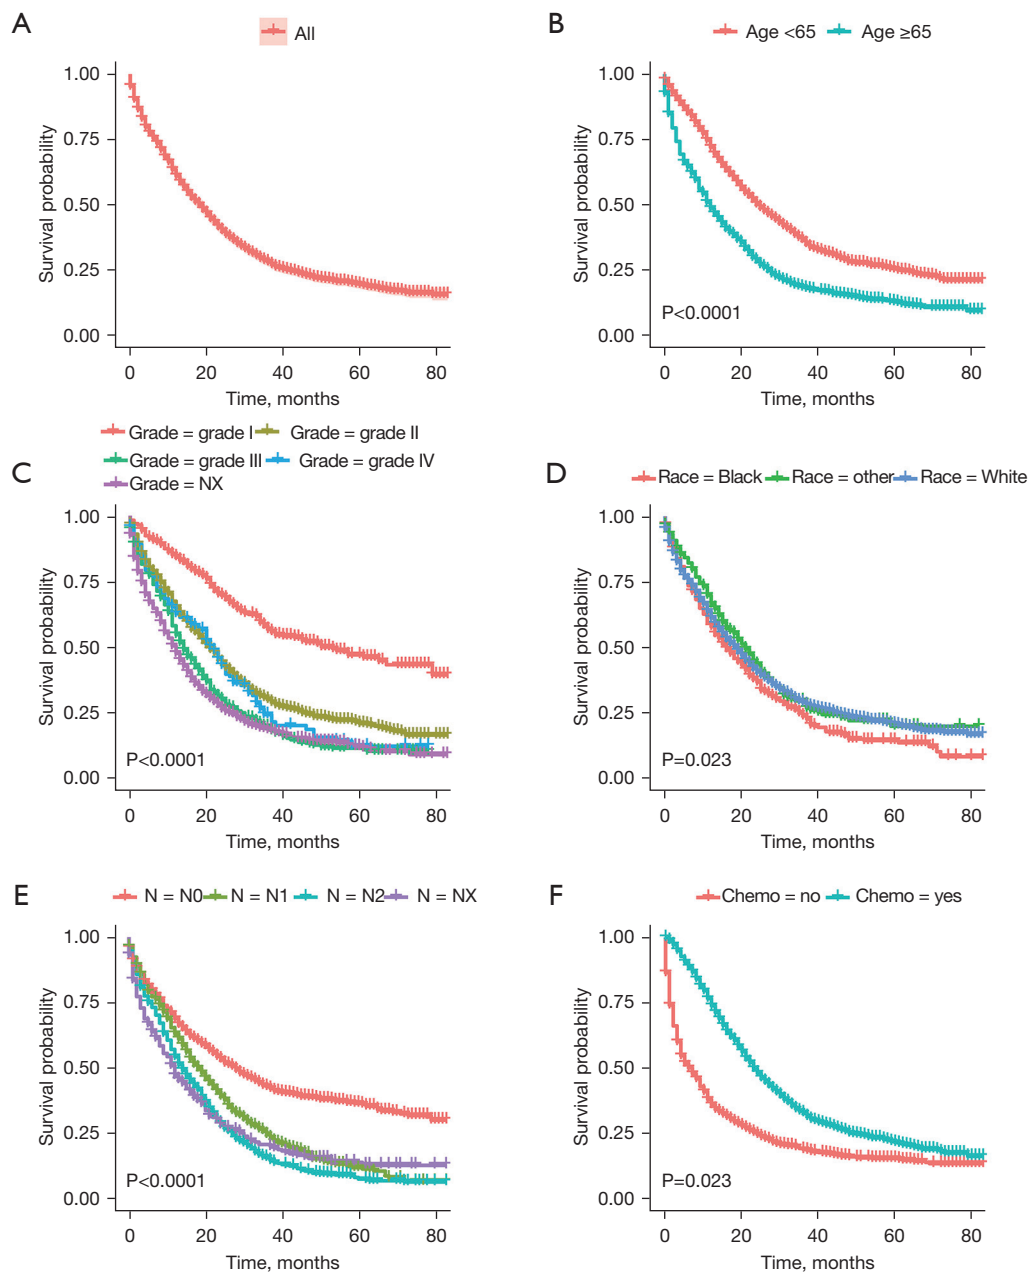 A
All
Survival probability
1.00
0.75
0.50
0.25
0.00
0 20 40 60 80
Time, months
B
Age <65 Age ≥65
Survival probability
1.00
0.75
0.50
0.25
0.00
P<0.0001
0 20 40 60 80
Time, months
C
Grade = grade I Grade = grade II
Grade = grade III Grade = grade IV
Grade = NX
Survival probability
1.00
0.75
0.50
0.25
0.00
P<0.0001
0 20 40 60 80
Time, months
D
Race = Black Race = other Race = White
Survival probability
1.00
0.75
0.50
0.25
0.00
P=0.023
0 20 40 60 80
Time, months
E
N = N0 N = N1 N = N2 N = NX
Survival probability
1.00
0.75
0.50
0.25
0.00
P<0.0001
0 20 40 60 80
Time, months
F
Chemo = no Chemo = yes
Survival probability
1.00
0.75
0.50
0.25
0.00
P=0.023
0 20 40 60 80
Time, months